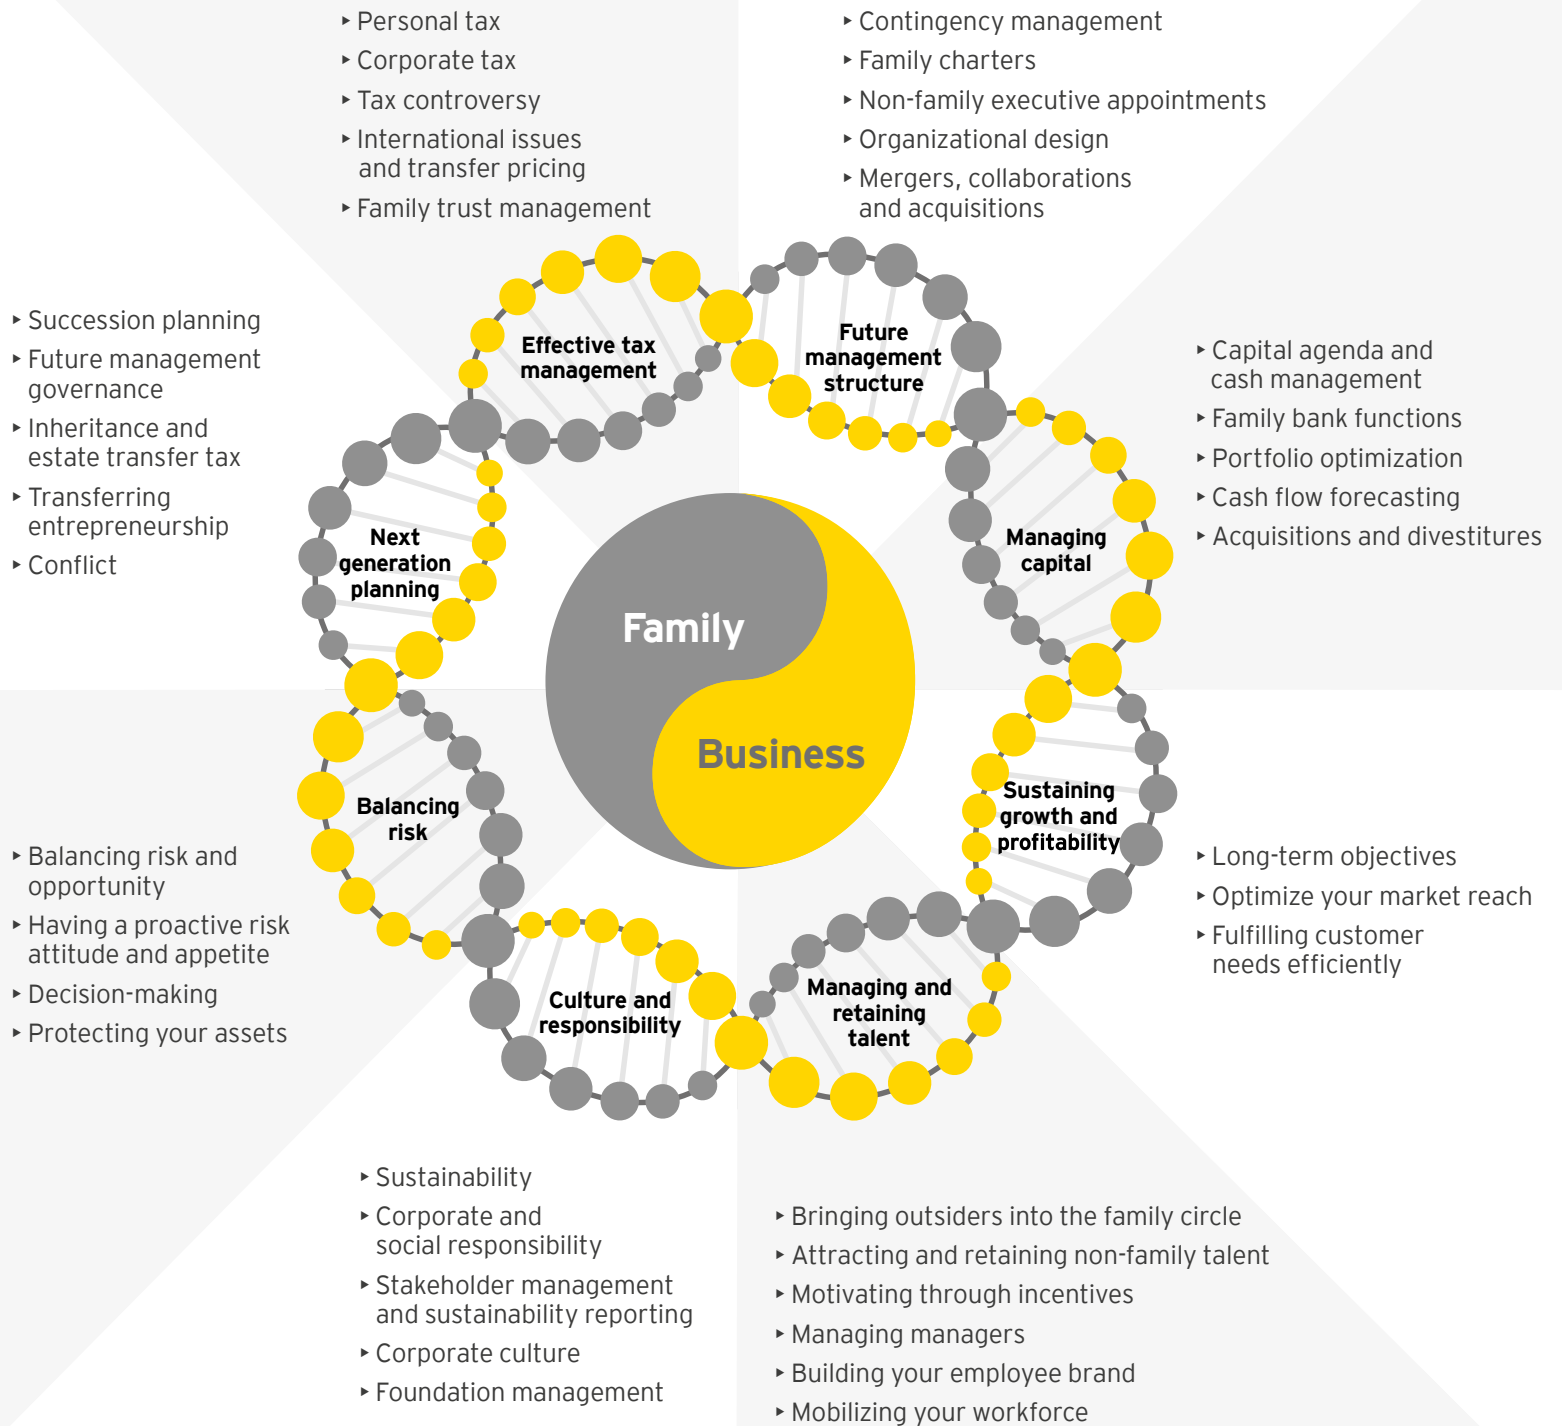 ▸ Personal tax
▸ Corporate tax
▸ Tax controversy
▸ International issues
and transfer pricing
▸ Family trust management
▸ Contingency management
▸ Family charters
▸ Non-family executive appointments
▸ Organizational design
▸ Mergers, collaborations
and acquisitions
▸ Succession planning
▸ Future management
governance
▸ Inheritance and
estate transfer tax
▸ Transferring
entrepreneurship
▸ Conflict
Effective tax
management
Future
management
structure
▸ Capital agenda and
cash management
▸ Family bank functions
▸ Portfolio optimization
▸ Cash flow forecasting
▸ Acquisitions and divestitures
Next
generation
planning
Managing
capital
Family
Business
Balancing
risk
Sustaining
growth and
profitability
▸ Balancing risk and
opportunity
▸ Having a proactive risk
attitude and appetite
▸ Decision-making
▸ Protecting your assets
▸ Long-term objectives
▸ Optimize your market reach
▸ Fulfilling customer
needs efficiently
Culture and
responsibility
Managing and
retaining
talent
▸ Sustainability
▸ Corporate and
social responsibility
▸ Stakeholder management
and sustainability reporting
▸ Corporate culture
▸ Foundation management
▸ Bringing outsiders into the family circle
▸ Attracting and retaining non-family talent
▸ Motivating through incentives
▸ Managing managers
▸ Building your employee brand
▸ Mobilizing your workforce